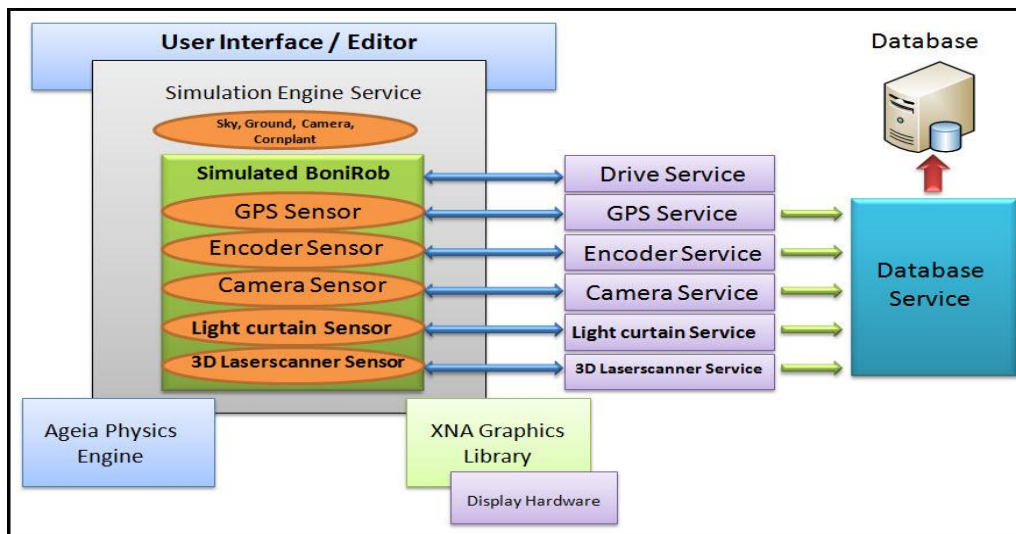 User Interface / Editor
Simulation Engine Service
Sky, Ground, Camera,
Cornplant
Simulated BoniRob
GPS Sensor
Encoder Sensor
Camera Sensor
Light curtain Sensor
3D Laserscanner Sensor
Ageia Physics
Engine
XNA Graphics
Library
Display Hardware
Drive Service
GPS Service
Encoder Service
Camera Service
Light curtain Service
3D Laserscanner Service
Database
Database
Service